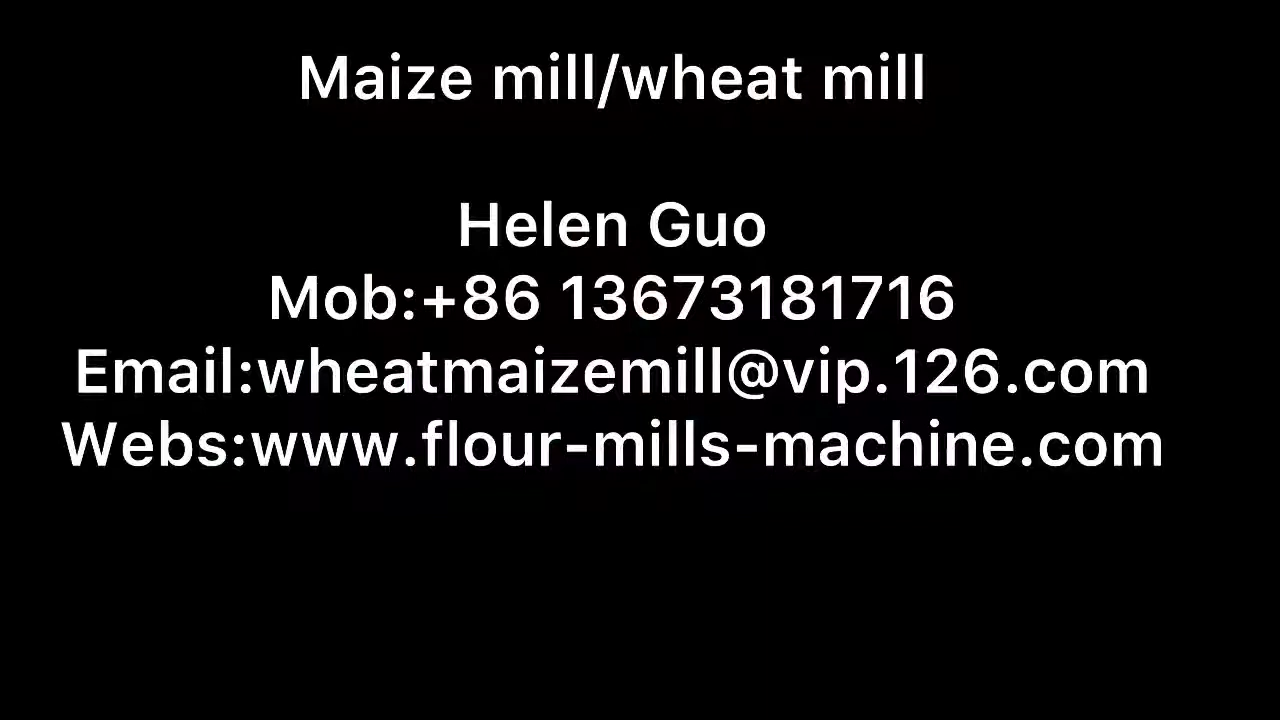 Maize mill/wheat mill
Helen Guo
Mob:+86 13673181716
Email:wheatmaizemill@vip.126.com
Webs:www.flour-mills-machine.com